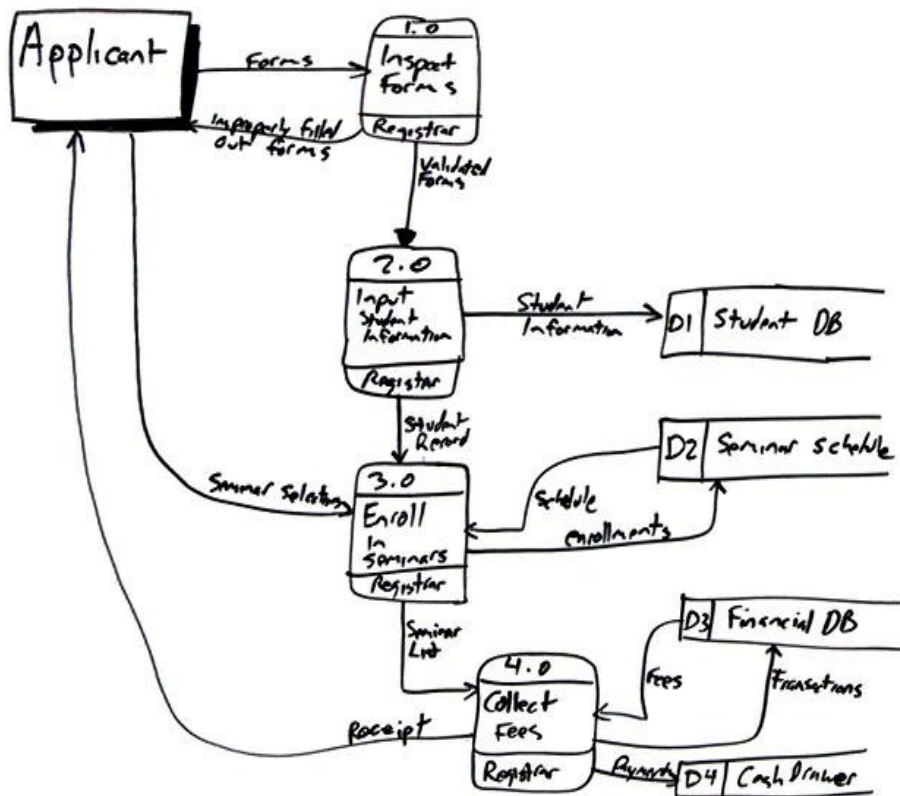 Applicant
Forms
1.0
Inspect
Forms
Registrar
Improperly filled
out forms
Validated
Forms
2.0
Input
Student
Information
Registrar
Student
Information
D1 Student DB
Student
Record
D2 Seminar schedule
Seminar Selections
3.0
Enroll
In
Seminars
Registrar
Schedule
enrollments
Seminar
List
D3 Financial DB
4.0
Collect
Fees
Registrar
Fees
Transactions
Receipt
Payments
D4 Cash Drawer